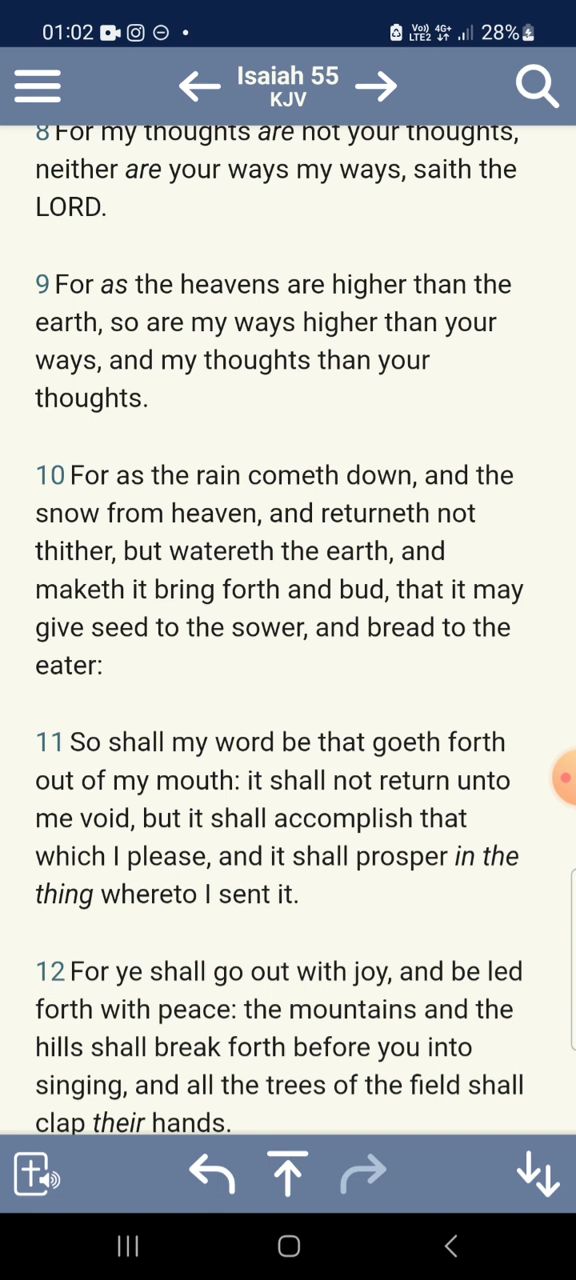 01:02
Vo)) 4G+
LTE2
28%
Isaiah 55
KJV
8 For my thoughts are not your thoughts,
neither are your ways my ways, saith the
LORD.
9 For as the heavens are higher than the
earth, so are my ways higher than your
ways, and my thoughts than your
thoughts.
10 For as the rain cometh down, and the
snow from heaven, and returneth not
thither, but watereth the earth, and
maketh it bring forth and bud, that it may
give seed to the sower, and bread to the
eater:
11 So shall my word be that goeth forth
out of my mouth: it shall not return unto
me void, but it shall accomplish that
which I please, and it shall prosper in the
thing whereto I sent it.
12 For ye shall go out with joy, and be led
forth with peace: the mountains and the
hills shall break forth before you into
singing, and all the trees of the field shall
clap their hands.